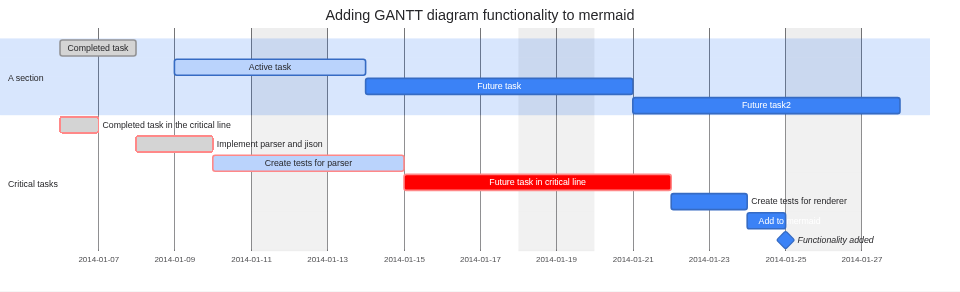 Adding GANTT diagram functionality to mermaid
Completed task
Active task
A section
Future task
Future task2
Completed task in the critical line
Implement parser and jison
Create tests for parser
Critical tasks
Future task in critical line
Create tests for renderer
Add to mermaid
Functionality added
2014-01-07
2014-01-09
2014-01-11
2014-01-13
2014-01-15
2014-01-17
2014-01-19
2014-01-21
2014-01-23
2014-01-25
2014-01-27